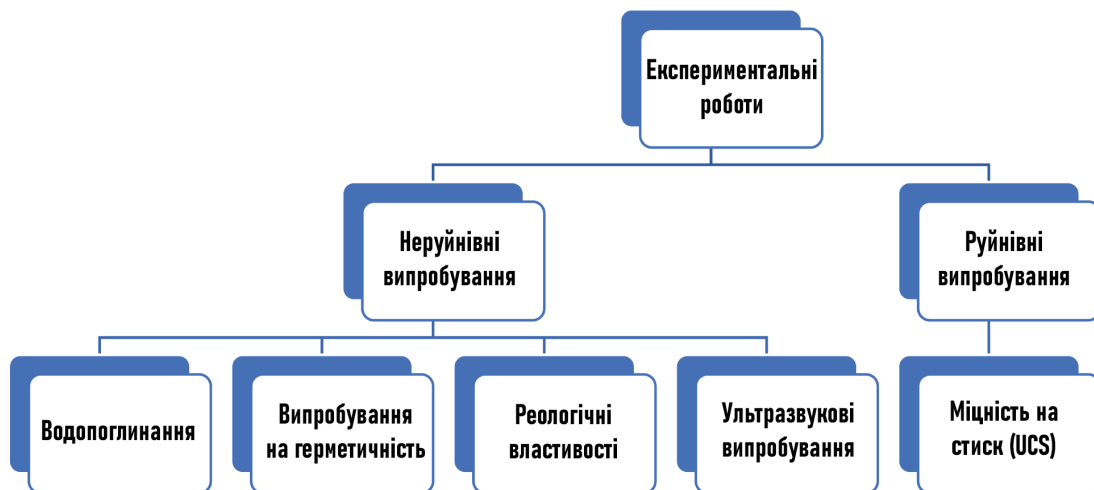 Експериментальні
роботи
Неруйнівні
випробування
Руйнівні
випробування
Водопоглинання
Випробування
на герметичність
Реологічні
властивості
Ультразвукові
випробування
Міцність на
стиск (UCS)